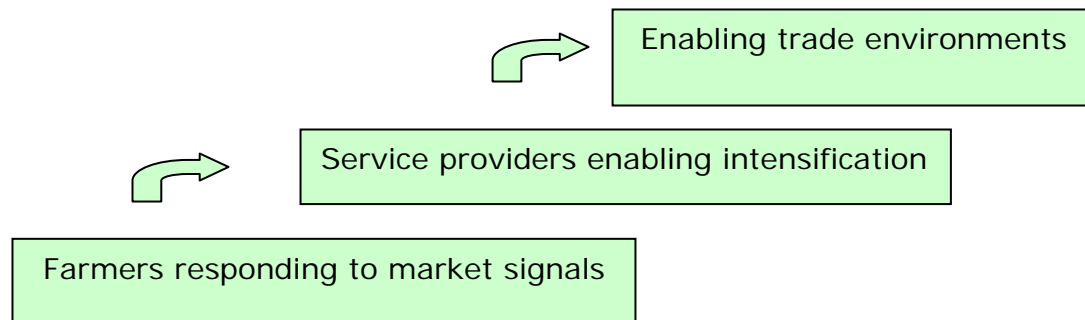 Enabling trade environments
Service providers enabling intensification
Farmers responding to market signals